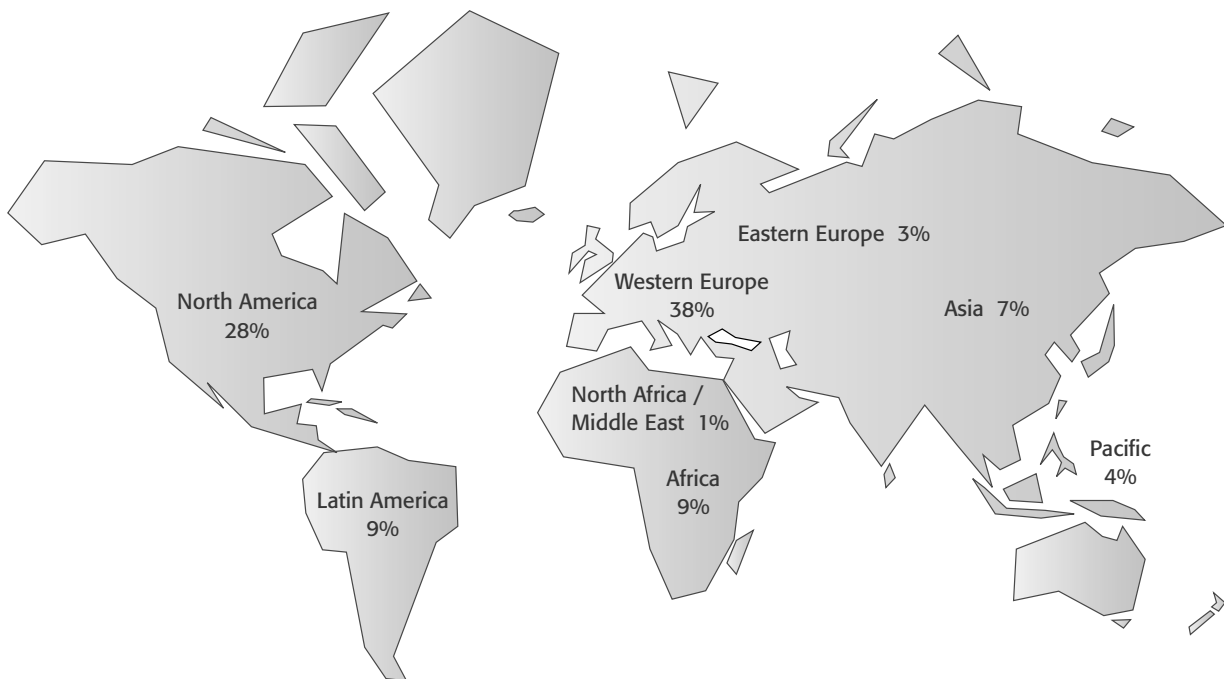 Eastern Europe 3%
Western Europe
38%
North America
28%
Asia 7%
North Africa /
Middle East 1%
Pacific
4%
Africa
9%
Latin America
9%